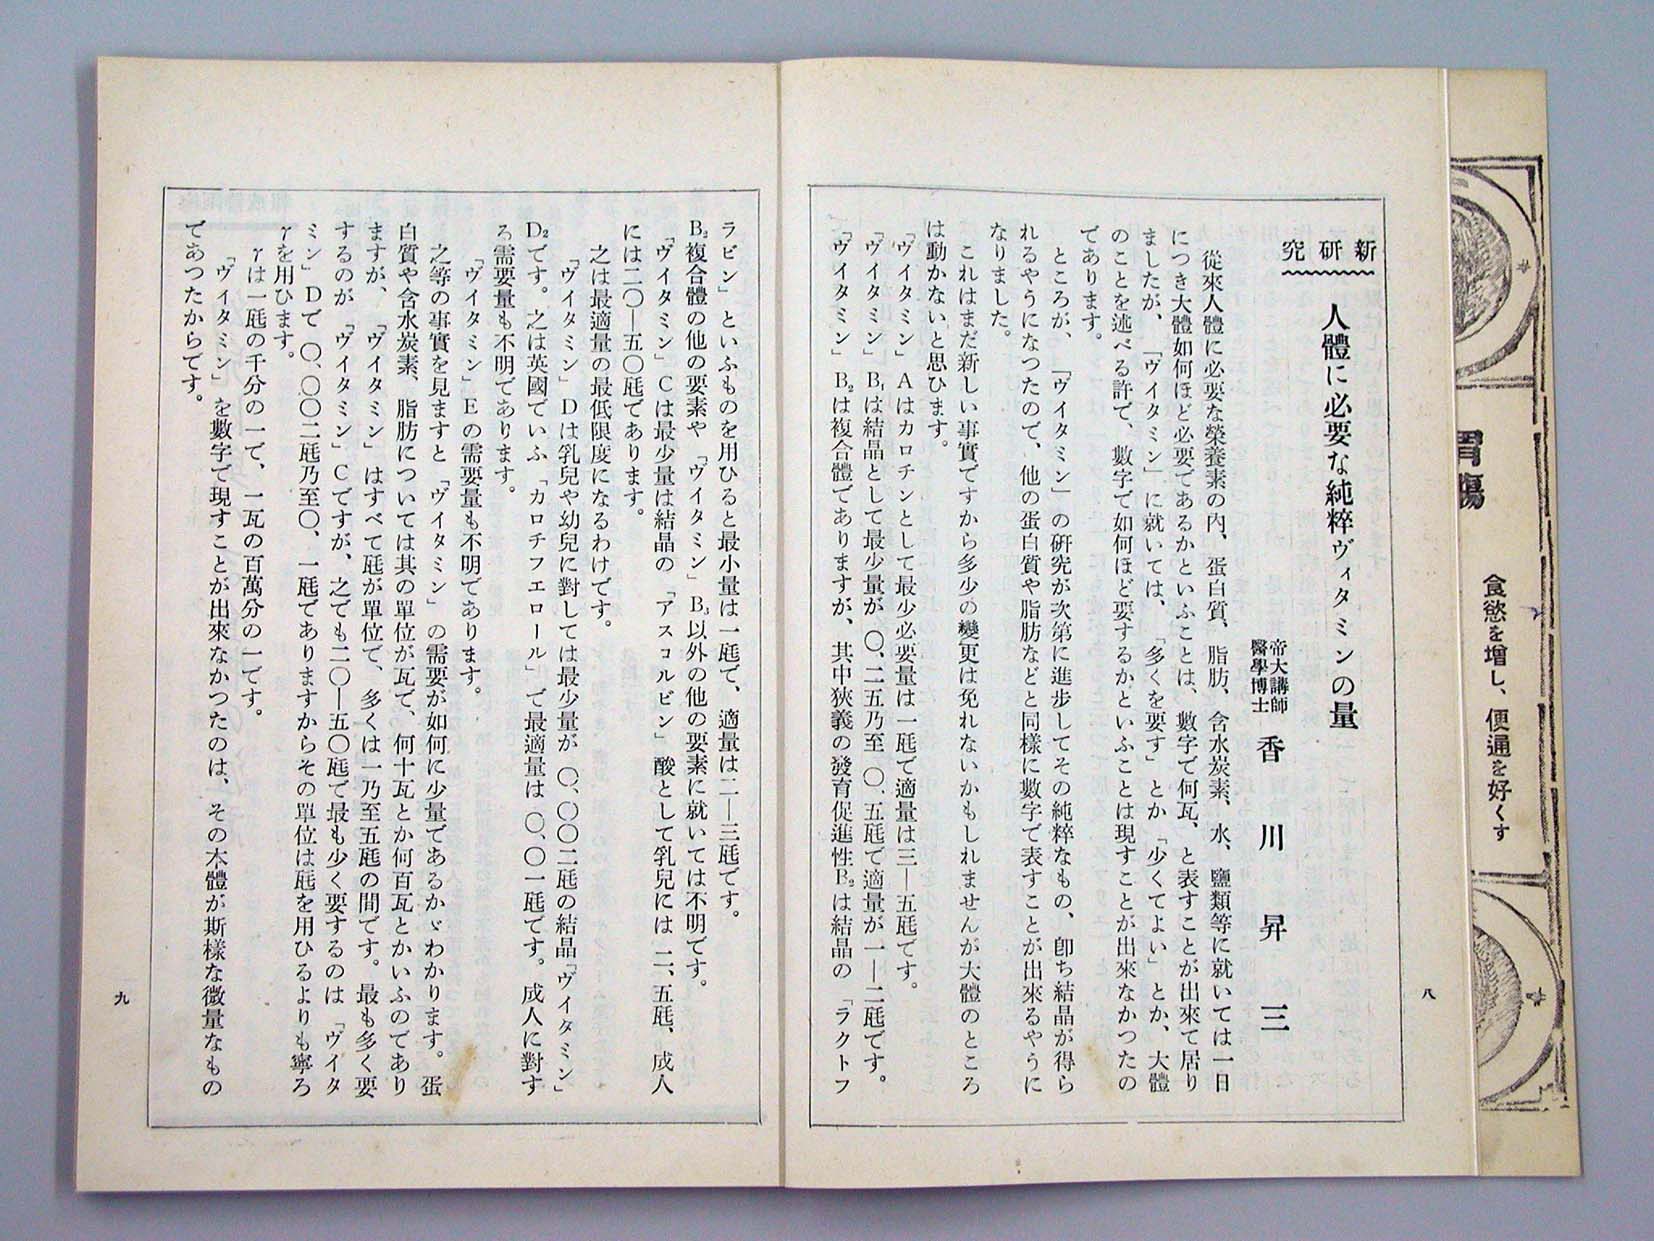 胃腸
食慾を增し、便通を好くす
八
新研究
人體に必要な純粹ヴィタミンの量
帝大講師
醫學博士
香川昇三
從來人體に必要な榮養素の內、蛋白質、脂肪、含水炭素、水、鹽類等に就いては一日
につき大體如何ほど必要であるかといふことは、數字で何瓦、と表すことが出來て居り
ましたが、「ヴイタミン」に就いては、「多くを要す」とか「少くてよい」とか、大體
のことを述べる許で、數字で如何ほど要するかといふことは現すことが出來なかつたの
であります。
ところが、「ヴイタミン」の硏究が次第に進步してその純粹なもの、卽ち結晶が得ら
れるやうになつたので、他の蛋白質や脂肪などと同樣に數字で表すことが出來るやうに
なりました。
これはまだ新しい事實ですから多少の變更は免れないかもしれませんが大體のところ
は動かないと思ひます。
「ヴイタミン」Aはカロチンとして最少必要量は一瓱で適量は三―五瓱です。
「ヴイタミン」B₁は結晶として最少量が、〇、二五乃至〇、五瓱で適量が一―二瓱です。
「ヴイタミン」B₂は複合體でありますが、其中狹義の發育促進性B₂は結晶の「ラクトフ
ラビン」といふものを用ひると最小量は一瓱で、適量は二―三瓱です。
B₂複合體の他の要素や「ヴイタミン」B₃以外の他の要素に就いては不明です。
「ヴイタミン」Cは最少量は結晶の「アスコルビン」酸として乳兒には二、五瓱、成人
には二〇―五〇瓱であります。
之は最適量の最低限度になるわけです。
「ヴイタミン」Dは乳兒や幼兒に對しては最少量が〇、〇〇二瓱の結晶「ヴイタミン」
D₂です。之は英國でいふ「カロチフエロール」で最適量は、〇、〇一瓱です。成人に對す
る需要量も不明であります。
「ヴイタミン」Eの需要量も不明であります。
之等の事實を見ますと「ヴイタミン」の需要が如何に少量であるかゞわかります。蛋
白質や含水炭素、脂肪については其の單位が瓦で、何十瓦とか何百瓦とかいふのであり
ますが、「ヴイタミン」はすべて瓱が單位で、多くは一乃至五瓱の間です。最も多く要
するのが「ヴイタミン」Cですが、之でも二〇―五〇瓱で最も少く要するのは「ヴイタ
ミン」Dで〇、〇〇二瓱乃至〇、一瓱でありますからその單位は瓱を用ひるよりも寧ろ
γを用ひます。
γは一瓱の千分の一で、一瓦の百萬分の一です。
「ヴイタミン」を數字で現すことが出來なかつたのは、その本體が斯樣な微量なもの
であつたからです。
九